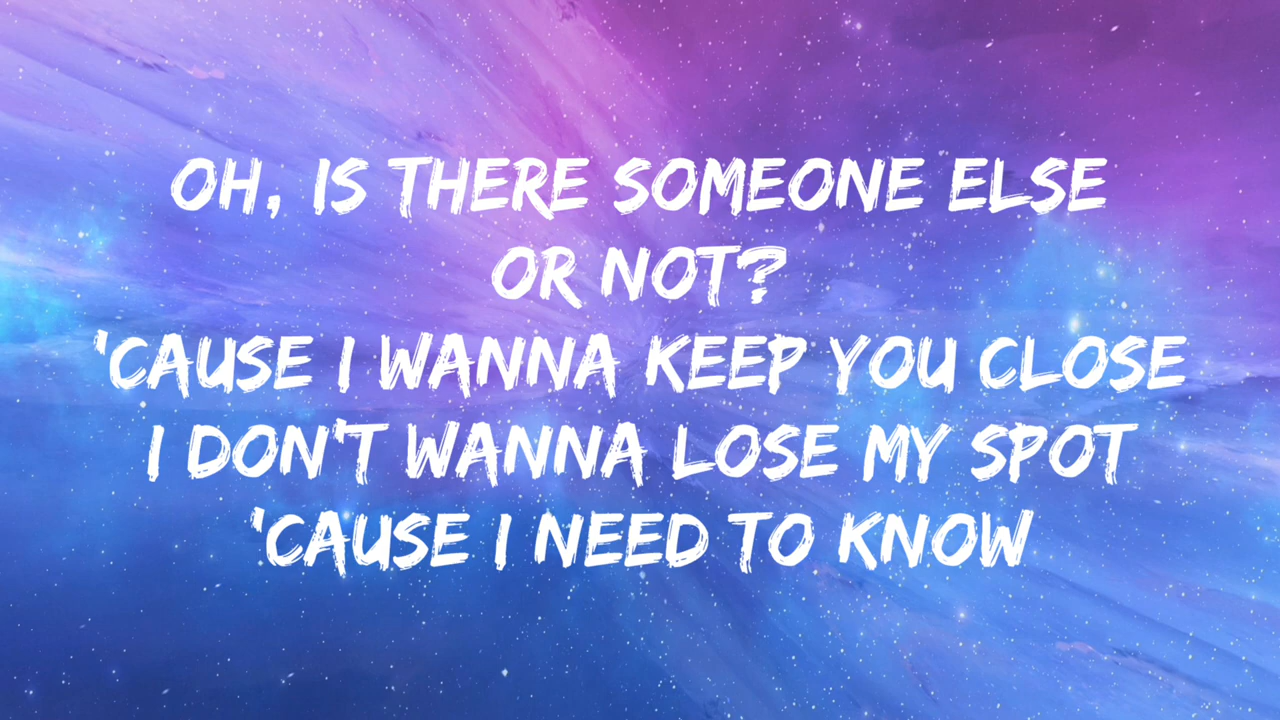 OH, IS THERE SOMEONE ELSE
OR NOT?
'CAUSE I WANNA KEEP YOU CLOSE
I DON'T WANNA LOSE MY SPOT
'CAUSE I NEED TO KNOW